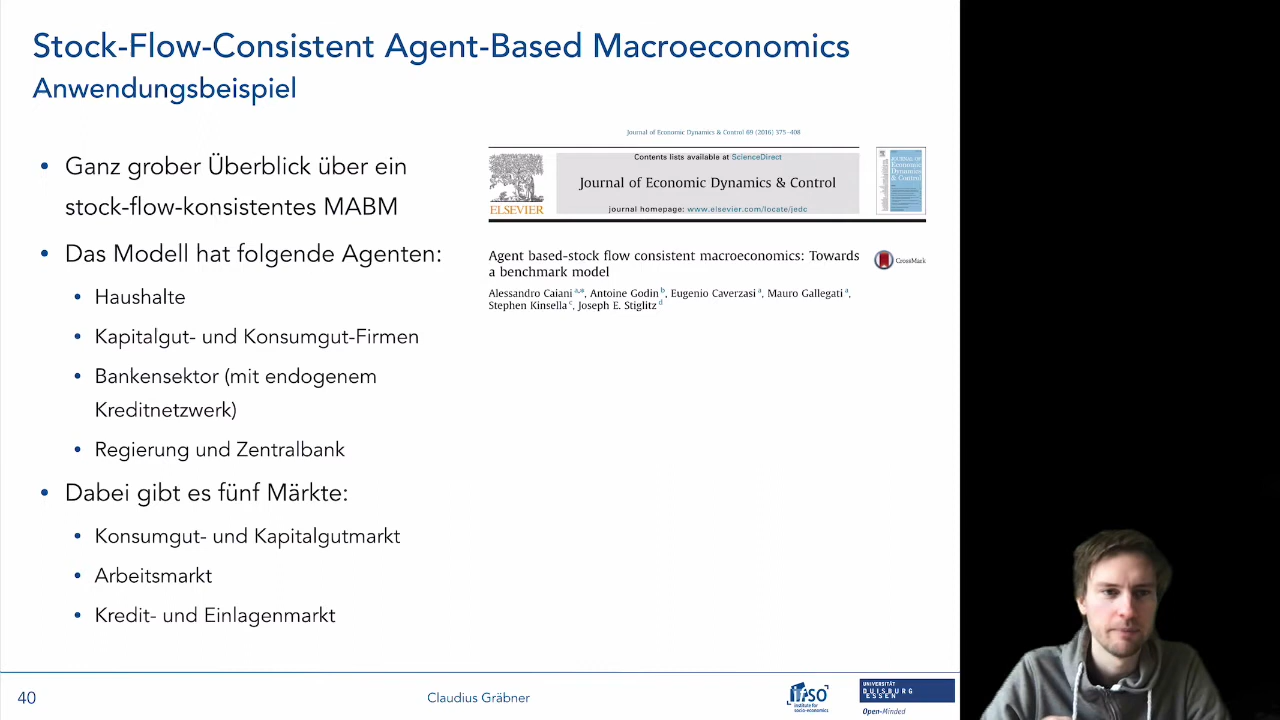 Stock-Flow-Consistent Agent-Based Macroeconomics
Anwendungsbeispiel
• Ganz grober Überblick über ein
stock-flow-konsistentes MABM
• Das Modell hat folgende Agenten:
• Haushalte
• Kapitalgut- und Konsumgut-Firmen
• Bankensektor (mit endogenem
Kreditnetzwerk)
• Regierung und Zentralbank
• Dabei gibt es fünf Märkte:
• Konsumgut- und Kapitalgutmarkt
• Arbeitsmarkt
• Kredit- und Einlagenmarkt
Journal of Economic Dynamics & Control 69 (2016) 375–408
Contents lists available at ScienceDirect
Journal of Economic Dynamics & Control
journal homepage: www.elsevier.com/locate/jedc
ELSEVIER
JOURNAL OF
Economic
Dynamics
& Control
Agent based-stock flow consistent macroeconomics: Towards
a benchmark model
CrossMark
Alessandro Caiani a,*, Antoine Godin b, Eugenio Caverzasi a, Mauro Gallegati a,
Stephen Kinsella c, Joseph E. Stiglitz d
40
Claudius Gräbner
ifso
institute for
socio-economics
UNIVERSITÄT
DUISBURG
ESSEN
Open-Minded